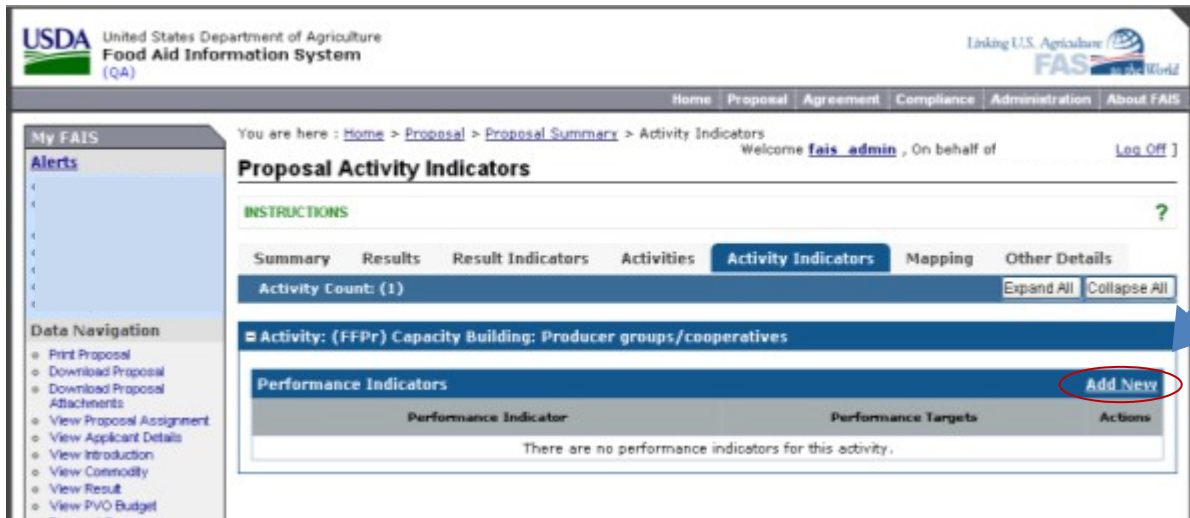 USDA United States Department of Agriculture
Food Aid Information System
(QA)
Linking U.S. Agriculture
FAS to the World
Home Proposal Agreement Compliance Administration About FAIS
My FAIS
Alerts
You are here : Home > Proposal > Proposal Summary > Activity Indicators
Welcome fais_admin , On behalf of Log Off ]
Proposal Activity Indicators
INSTRUCTIONS ?
Summary Results Result Indicators Activities Activity Indicators Mapping Other Details
Activity Count: (1) Expand All Collapse All
Activity: (FFPr) Capacity Building: Producer groups/cooperatives
Performance Indicators Add New
Performance Indicator Performance Targets Actions
There are no performance indicators for this activity.
Data Navigation
Print Proposal
Download Proposal
Download Proposal
Attachments
View Proposal Assignment
View Applicant Details
View Introduction
View Commodity
View Result
View PVO Budget